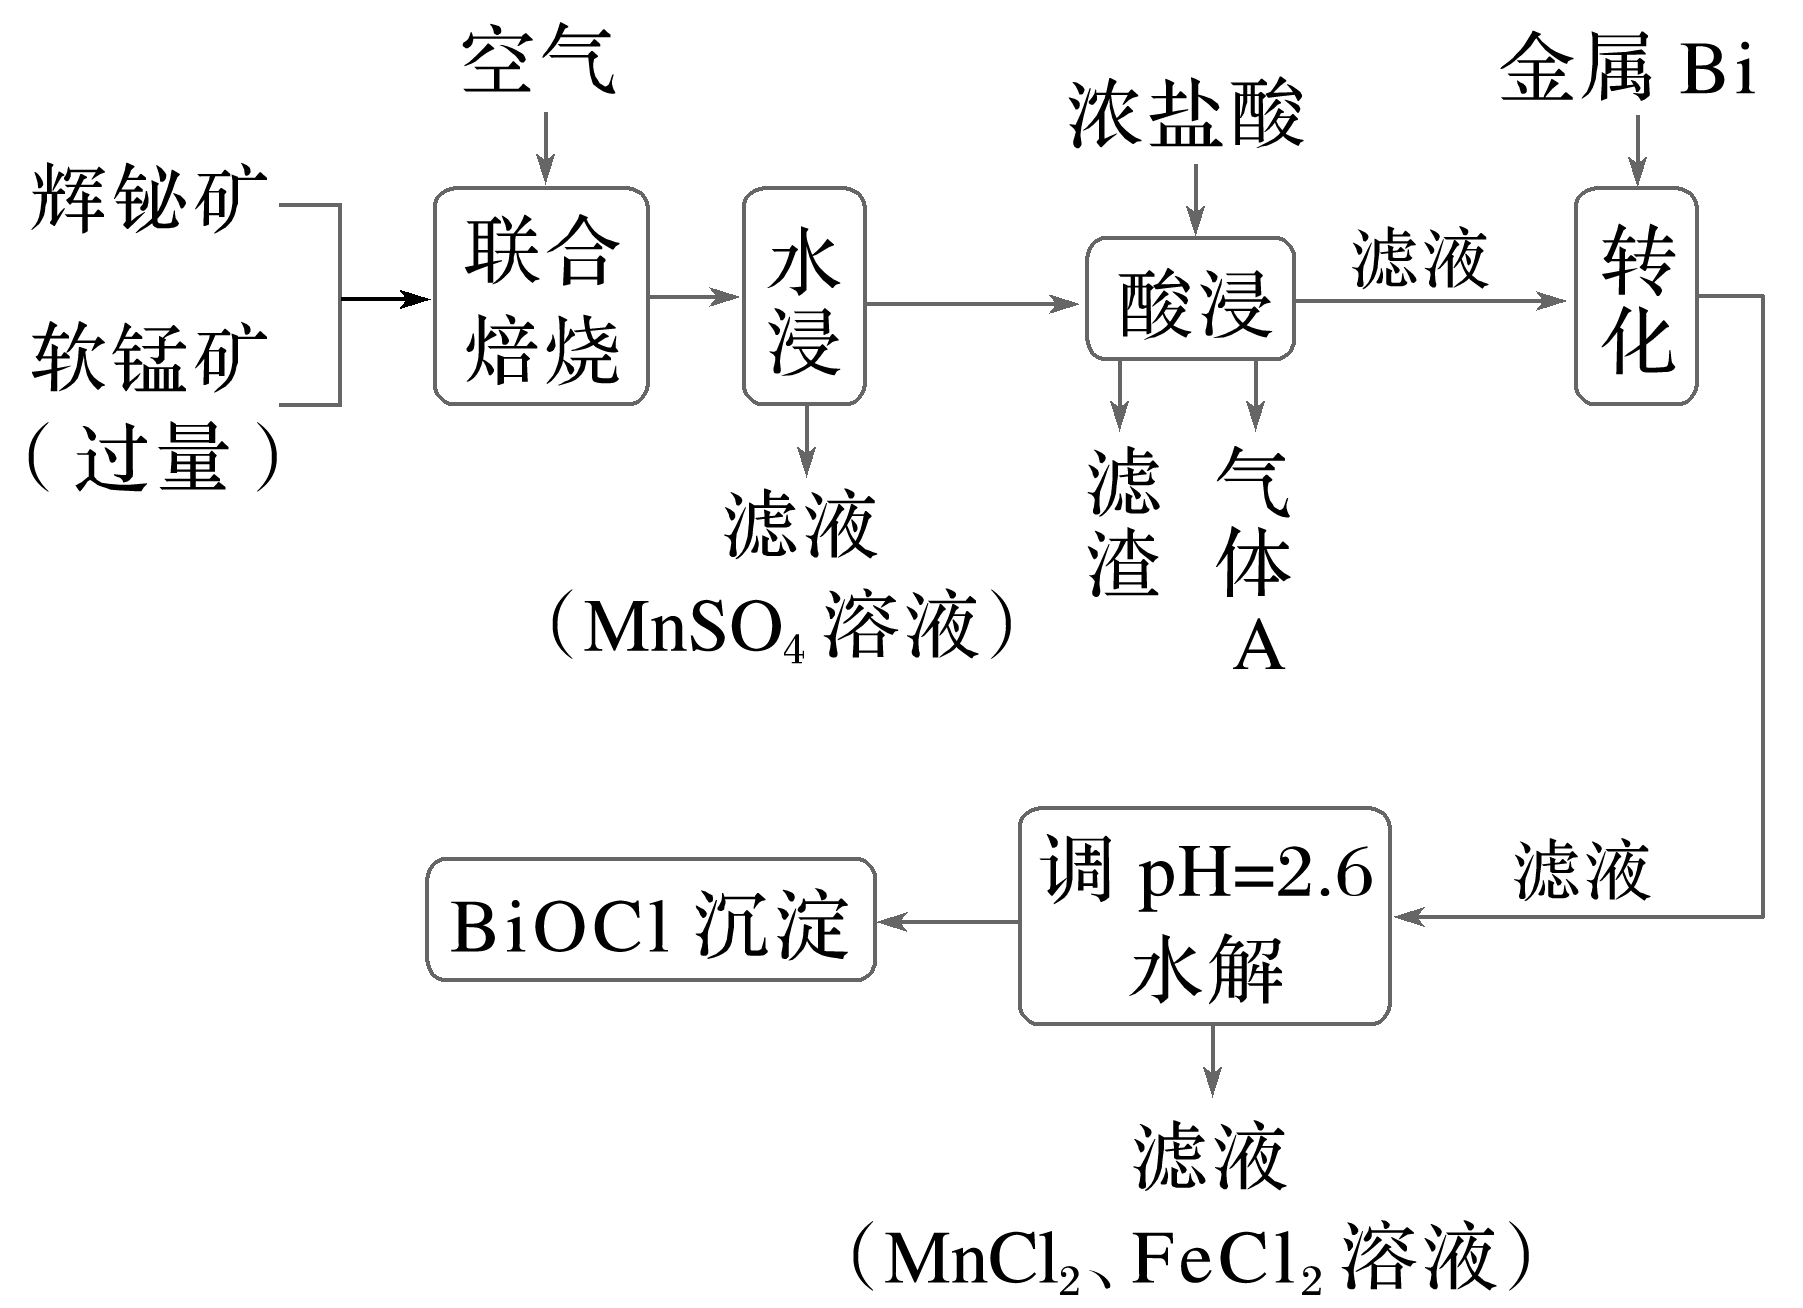 空气
金属 Bi
浓盐酸
辉铋矿
软锰矿
（过量）
联合
焙烧
水
浸
酸浸
滤液
转
化
滤
渣
气
体
A
滤液
（MnSO₄ 溶液）
滤液
调 pH=2.6
水解
BiOCl 沉淀
滤液
（MnCl₂、FeCl₂ 溶液）